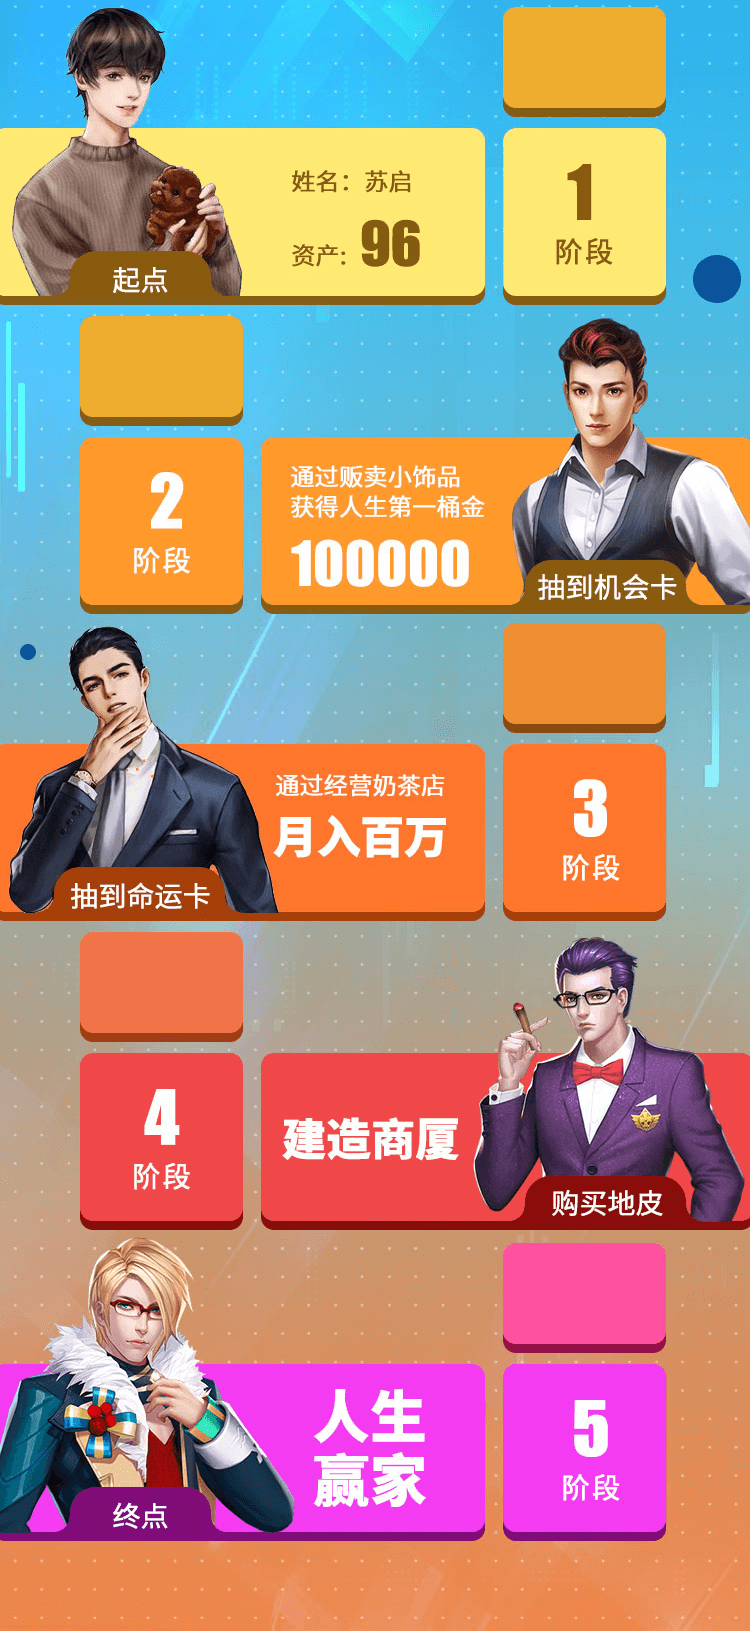 姓名：苏启
资产：96
起点
1
阶段
2
阶段
通过贩卖小饰品
获得人生第一桶金
100000
抽到机会卡
通过经营奶茶店
月入百万
抽到命运卡
3
阶段
4
阶段
建造商厦
购买地皮
人生
赢家
终点
5
阶段